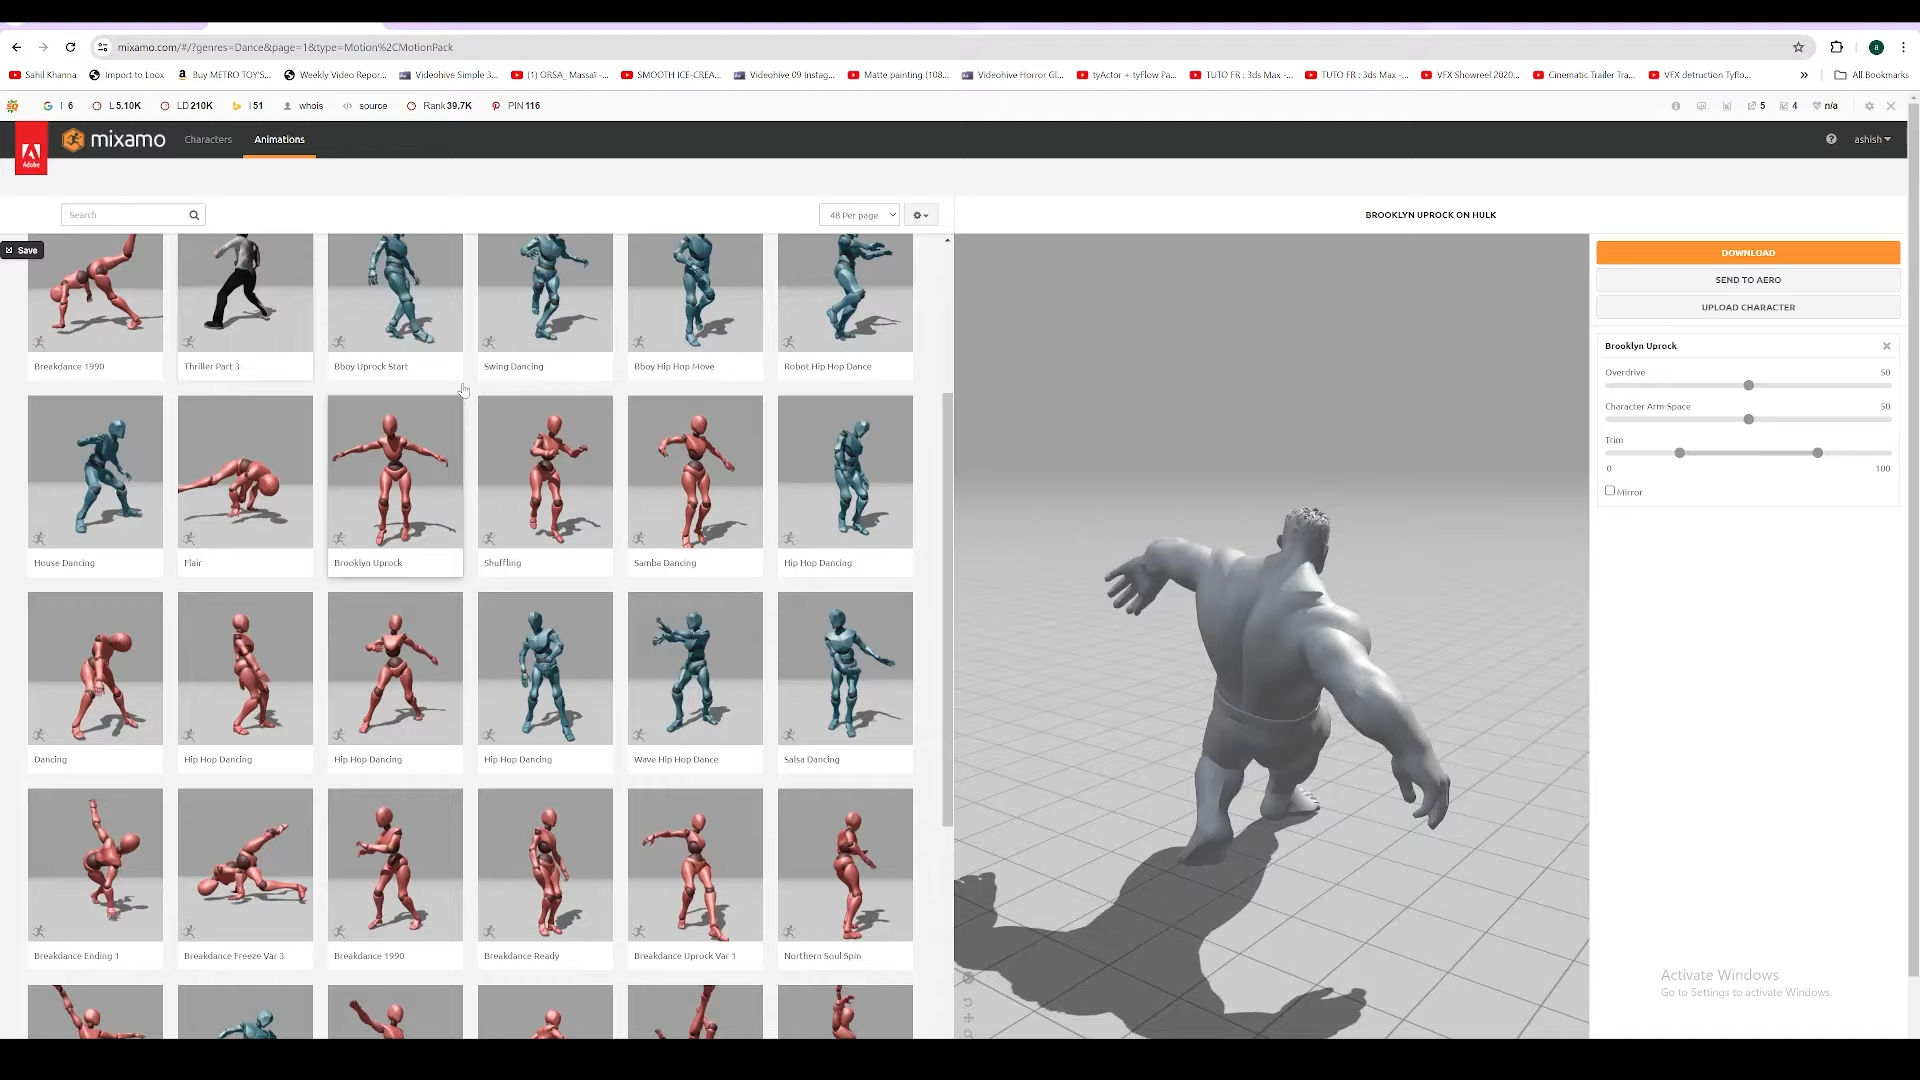 mixamo.com/#/?genres=Dance&page=1&type=Motion%2CMotionPack
a
Sahil Khanna
Import to Loox
Buy METRO TOY'S...
Weekly Video Repor...
Videohive Simple 3...
(1) ORSA_ Massaï -...
SMOOTH ICE-CREA...
Videohive 09 Instag...
Matte painting (108...
Videohive Horror Gl...
tyActor + tyFlow Pa...
TUTO FR : 3ds Max -...
TUTO FR : 3ds Max -...
VFX Showreel 2020...
Cinematic Trailer Tra...
VFX detruction Tyflo...
All Bookmarks
I 6
L 5.10K
LD 210K
I 51
whois
source
Rank 39.7K
PIN 116
5
4
n/a
Adobe
mixamo
Characters
Animations
ashish
Search
48 Per page
BROOKLYN UPROCK ON HULK
Save
Breakdance 1990
Thriller Part 3
Bboy Uprock Start
Swing Dancing
Bboy Hip Hop Move
Robot Hip Hop Dance
House Dancing
Flair
Brooklyn Uprock
Shuffling
Samba Dancing
Hip Hop Dancing
Dancing
Hip Hop Dancing
Hip Hop Dancing
Hip Hop Dancing
Wave Hip Hop Dance
Salsa Dancing
Breakdance Ending 1
Breakdance Freeze Var 3
Breakdance 1990
Breakdance Ready
Breakdance Uprock Var 1
Northern Soul Spin
DOWNLOAD
SEND TO AERO
UPLOAD CHARACTER
Brooklyn Uprock
Overdrive 50
Character Arm-Space 50
Trim
0 100
Mirror
Activate Windows
Go to Settings to activate Windows.